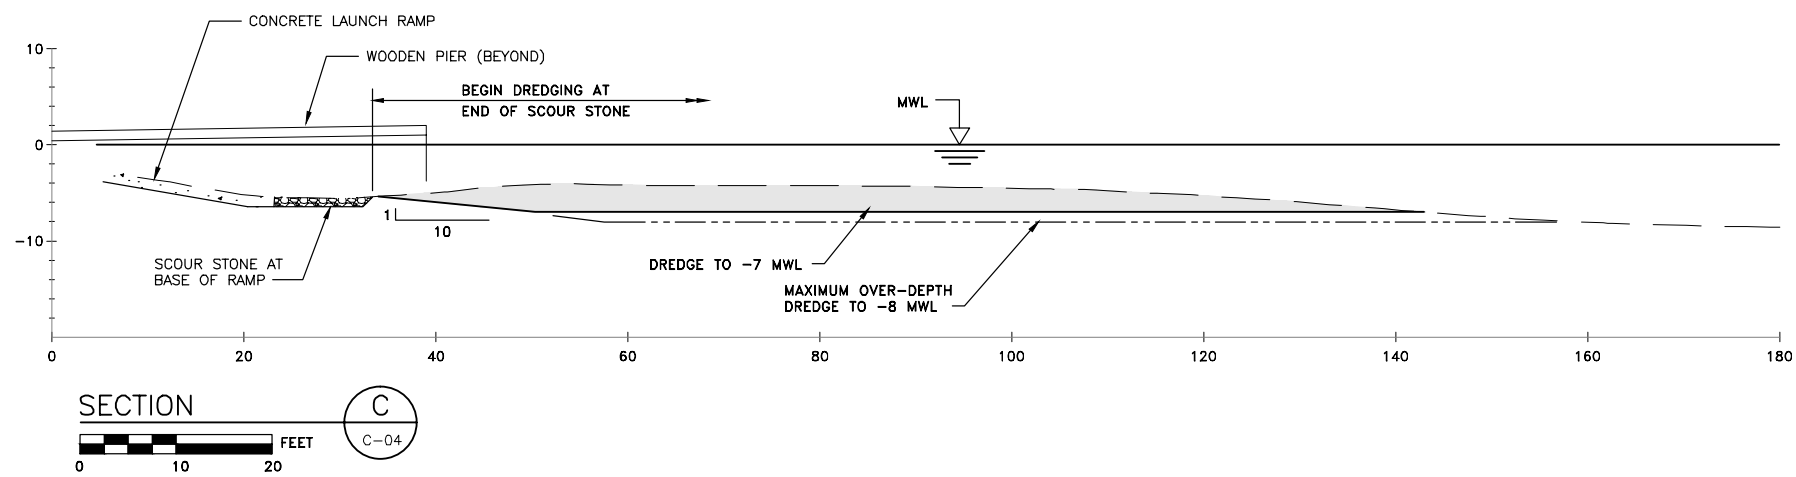 CONCRETE LAUNCH RAMP
WOODEN PIER (BEYOND)
BEGIN DREDGING AT
END OF SCOUR STONE
MWL
10
0
-10
1
10
SCOUR STONE AT
BASE OF RAMP
DREDGE TO -7 MWL
MAXIMUM OVER-DEPTH
DREDGE TO -8 MWL
0 20 40 60 80 100 120 140 160 180
SECTION
C
C-04
FEET
0 10 20